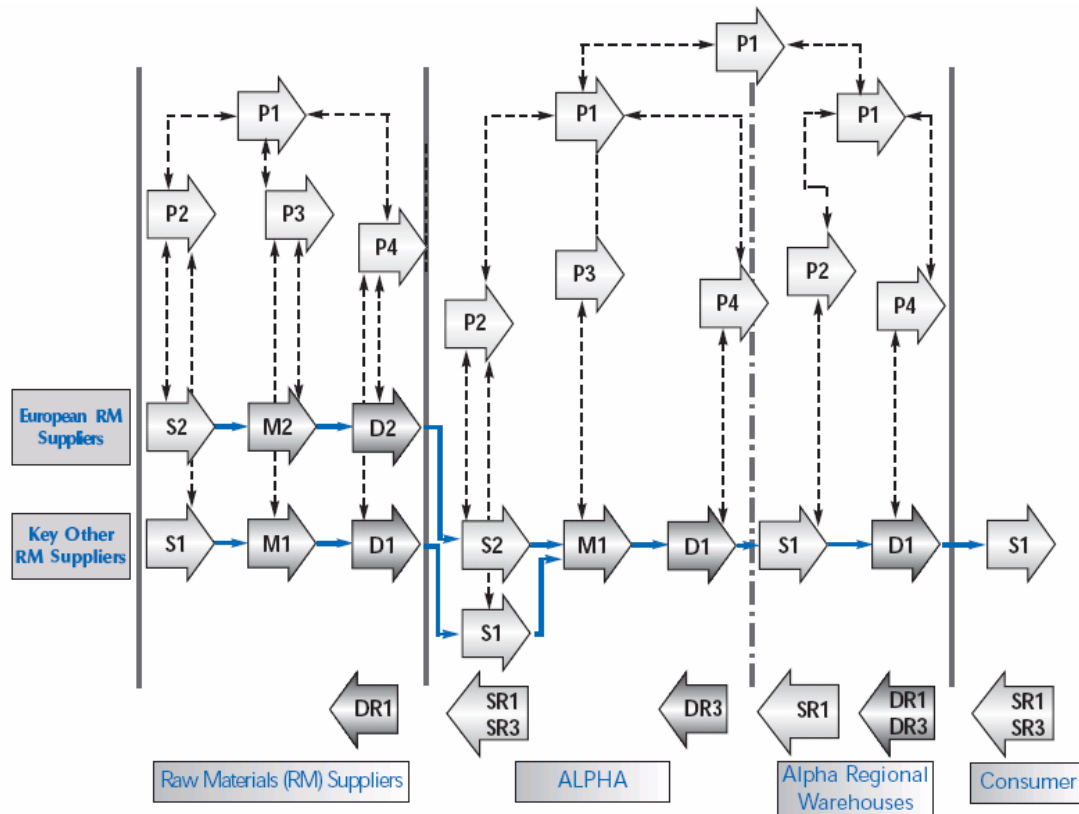 P1
P1
P1
P1
P2
P3
P4
P3
P2
P4
P2
P4
European RM
Suppliers
S2
M2
D2
Key Other
RM Suppliers
S1
M1
D1
S2
M1
D1
S1
D1
S1
S1
DR1
SR1
SR3
DR3
SR1
DR1
DR3
SR1
SR3
Raw Materials (RM) Suppliers
ALPHA
Alpha Regional
Warehouses
Consumer